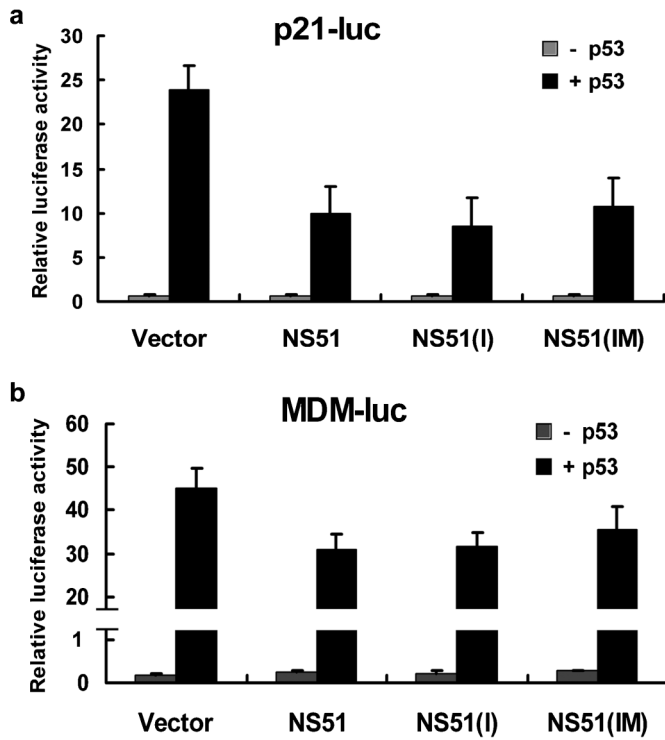 a
p21-luc
- p53
+ p53
Relative luciferase activity
30
25
20
15
10
5
0
Vector NS51 NS51(I) NS51(IM)
b
MDM-luc
- p53
+ p53
Relative luciferase activity
60
50
40
30
20
1
0
Vector NS51 NS51(I) NS51(IM)